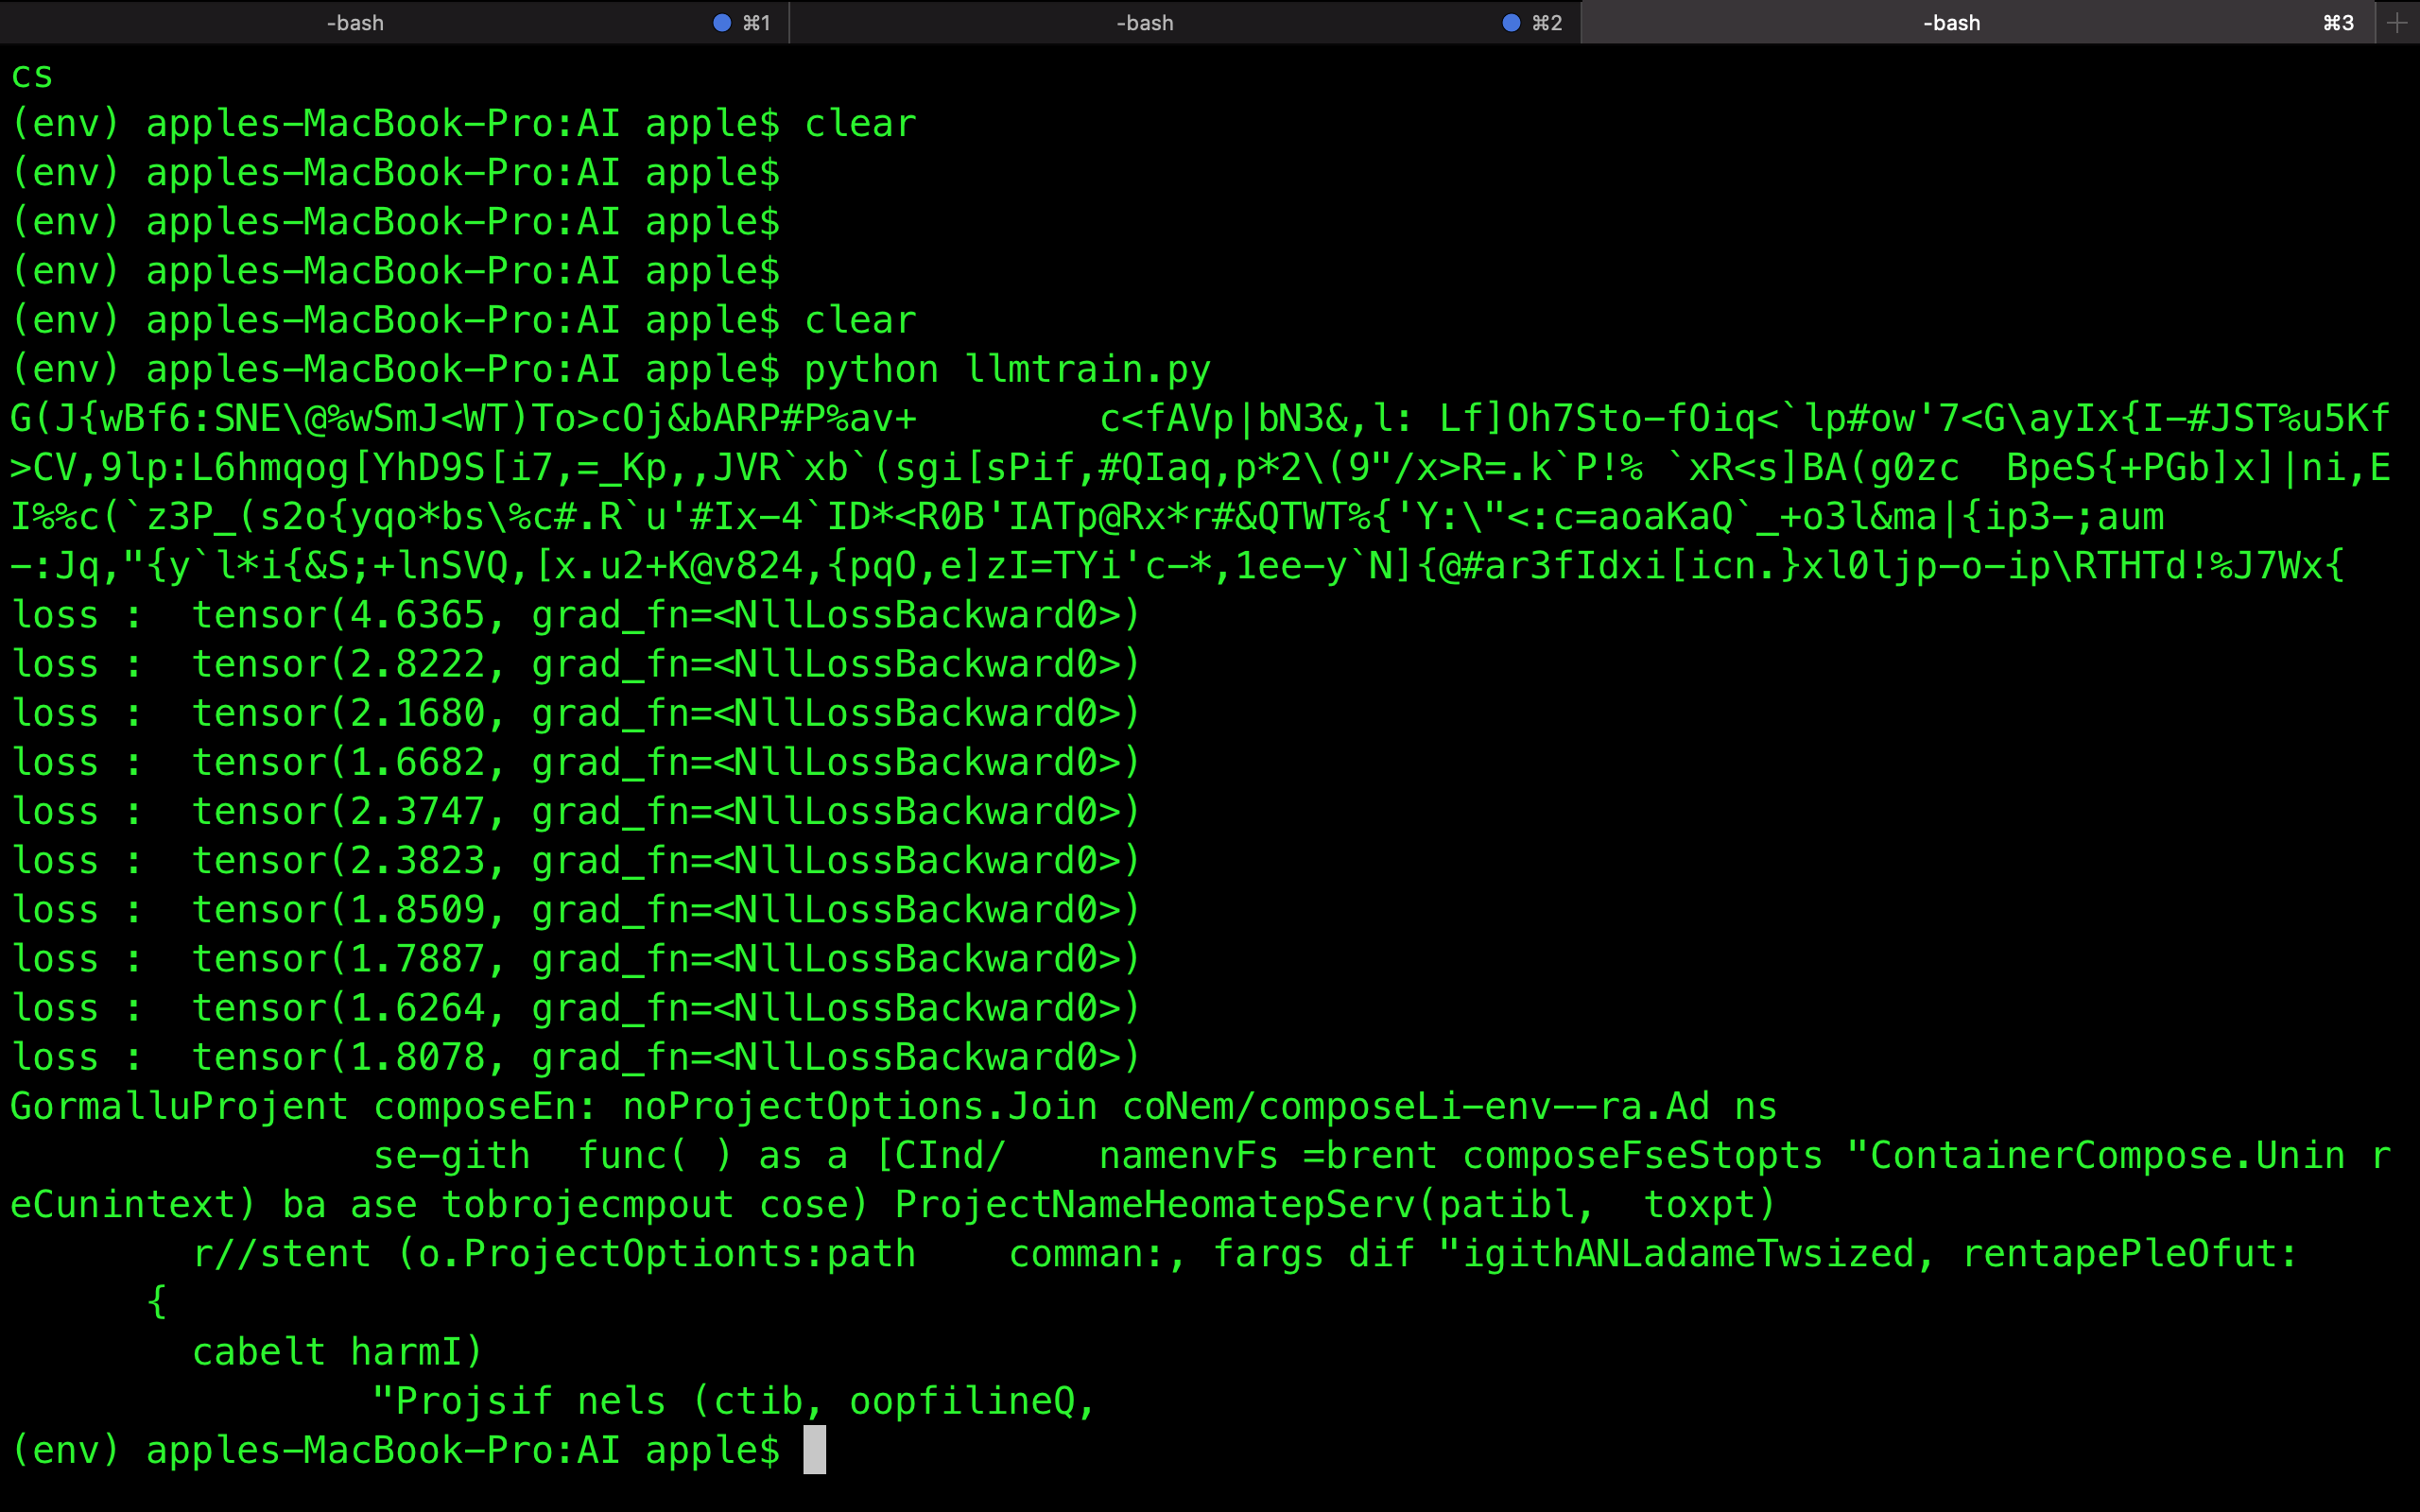 -bash ⌘1 -bash ⌘2 -bash ⌘3 +
cs
(env) apples-MacBook-Pro:AI apple$ clear
(env) apples-MacBook-Pro:AI apple$
(env) apples-MacBook-Pro:AI apple$
(env) apples-MacBook-Pro:AI apple$
(env) apples-MacBook-Pro:AI apple$ clear
(env) apples-MacBook-Pro:AI apple$ python llmtrain.py
G(J{wBf6:SNE\@%wSmJ<WT)To>cOj&bARP#P%av+        c<fAVp|bN3&,l: Lf]Oh7Sto-fOiq<`lp#ow'7<G\ayIx{I-#JST%u5Kf
>CV,9lp:L6hmqog[YhD9S[i7,=_Kp,,JVR`xb`(sgi[sPif,#QIaq,p*2\(9"/x>R=.k`P!% `xR<s]BA(g0zc  BpeS{+PGb]x]|ni,E
I%%c(`z3P_(s2o{yqo*bs\%c#.R`u'#Ix-4`ID*<R0B'IATp@Rx*r#&QTWT%{'Y:\"<:c=aoaKaQ`_+o3l&ma|{ip3-;aum
-:Jq,"{y`l*i{&S;+lnSVQ,[x.u2+K@v824,{pqO,e]zI=TYi'c-*,1ee-y`N]{@#ar3fIdxi[icn.}xl0ljp-o-ip\RTHTd!%J7Wx{
loss :  tensor(4.6365, grad_fn=<NllLossBackward0>)
loss :  tensor(2.8222, grad_fn=<NllLossBackward0>)
loss :  tensor(2.1680, grad_fn=<NllLossBackward0>)
loss :  tensor(1.6682, grad_fn=<NllLossBackward0>)
loss :  tensor(2.3747, grad_fn=<NllLossBackward0>)
loss :  tensor(2.3823, grad_fn=<NllLossBackward0>)
loss :  tensor(1.8509, grad_fn=<NllLossBackward0>)
loss :  tensor(1.7887, grad_fn=<NllLossBackward0>)
loss :  tensor(1.6264, grad_fn=<NllLossBackward0>)
loss :  tensor(1.8078, grad_fn=<NllLossBackward0>)
GormalluProjent composeEn: noProjectOptions.Join coNem/composeLi-env--ra.Ad ns
                se-gith  func( ) as a [CInd/    namenvFs =brent composeFseStopts "ContainerCompose.Unin r
eCunintext) ba ase tobrojecmpout cose) ProjectNameHeomatepServ(patibl,  toxpt)
        r//stent (o.ProjectOptionts:path    comman:, fargs dif "igithANLadameTwsized, rentapePleOfut:
      {
        cabelt harmI)
                "Projsif nels (ctib, oopfilineQ,
(env) apples-MacBook-Pro:AI apple$